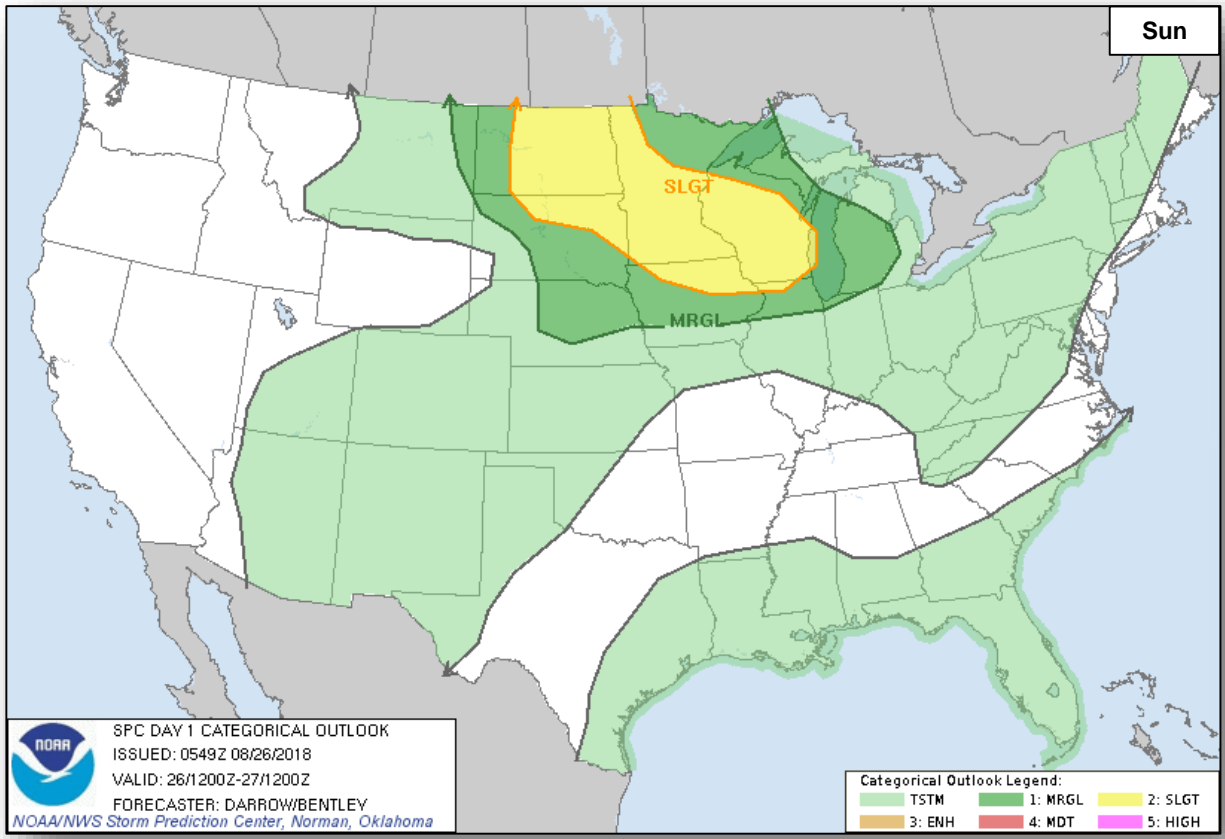 Sun
SLGT
MRGL
NOAA
SPC DAY 1 CATEGORICAL OUTLOOK
ISSUED: 0549Z 08/26/2018
VALID: 26/1200Z-27/1200Z
FORECASTER: DARROW/BENTLEY
NOAA/NWS Storm Prediction Center, Norman, Oklahoma
Categorical Outlook Legend:
TSTM 1: MRGL 2: SLGT
3: ENH 4: MDT 5: HIGH